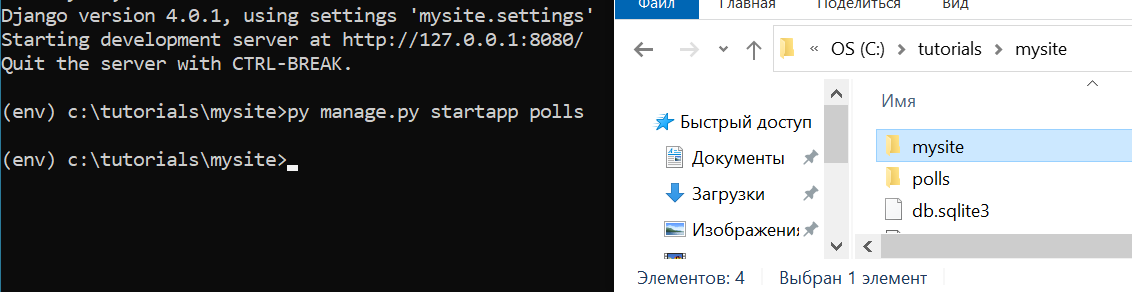 Django version 4.0.1, using settings 'mysite.settings'
Starting development server at http://127.0.0.1:8080/
Quit the server with CTRL-BREAK.
(env) c:\tutorials\mysite>py manage.py startapp polls
(env) c:\tutorials\mysite>
Файл Главная Поделиться Вид
« OS (C:) › tutorials › mysite
Быстрый доступ
Документы
Загрузки
Изображения
Имя
mysite
polls
db.sqlite3
Элементов: 4 Выбран 1 элемент